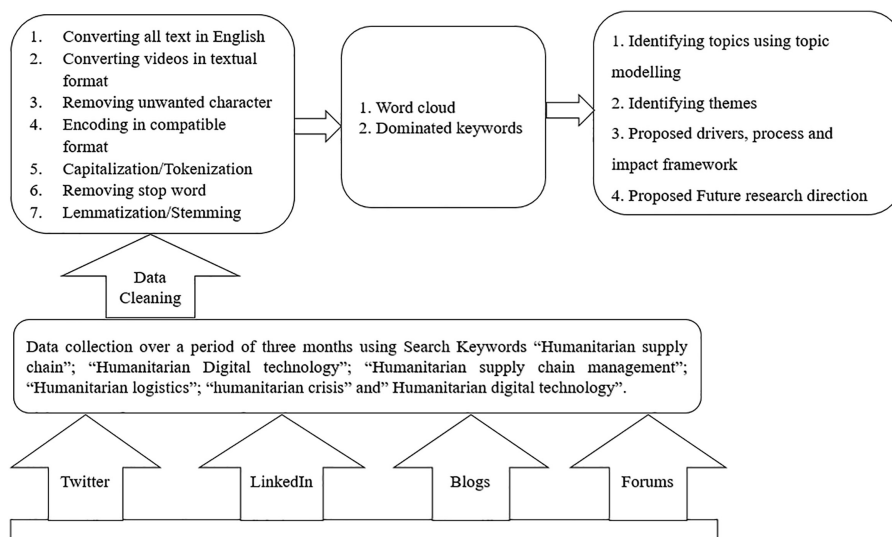 1. Converting all text in English
2. Converting videos in textual
format
3. Removing unwanted character
4. Encoding in compatible
format
5. Capitalization/Tokenization
6. Removing stop word
7. Lemmatization/Stemming
1. Word cloud
2. Dominated keywords
1. Identifying topics using topic
modelling
2. Identifying themes
3. Proposed drivers, process and
impact framework
4. Proposed Future research direction
Data
Cleaning
Data collection over a period of three months using Search Keywords “Humanitarian supply
chain”; “Humanitarian Digital technology”; “Humanitarian supply chain management”;
“Humanitarian logistics”; “humanitarian crisis” and” Humanitarian digital technology”.
Twitter
LinkedIn
Blogs
Forums